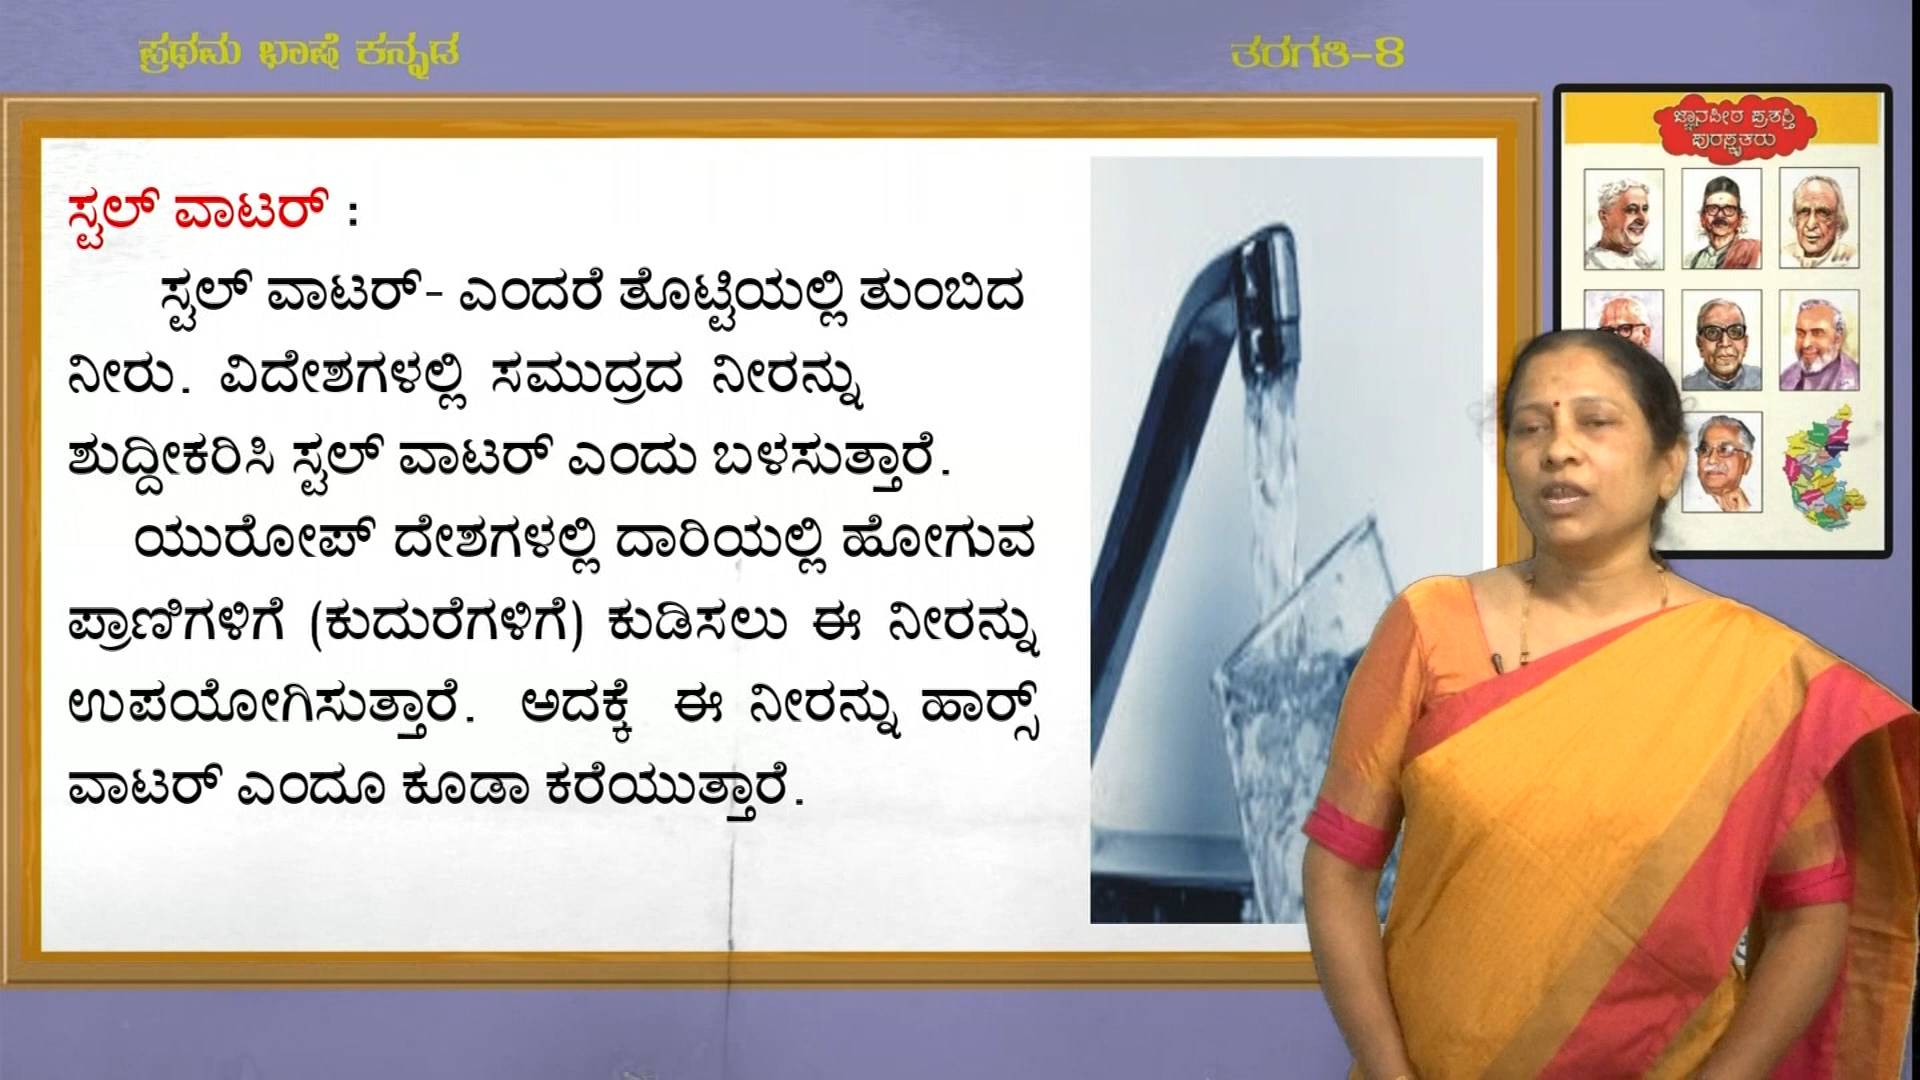 ಪ್ರಥಮ ಭಾಷೆ ಕನ್ನಡ
ತರಗತಿ-8
ಜ್ಞಾನಪೀಠ ಪ್ರಶಸ್ತಿ
ಪುರಸ್ಕೃತರು
ಸ್ಟಲ್ ವಾಟರ್ :
ಸ್ಟಲ್ ವಾಟರ್- ಎಂದರೆ ತೊಟ್ಟಿಯಲ್ಲಿ ತುಂಬಿದ
ನೀರು. ವಿದೇಶಗಳಲ್ಲಿ ಸಮುದ್ರದ ನೀರನ್ನು
ಶುದ್ದೀಕರಿಸಿ ಸ್ಟಲ್ ವಾಟರ್ ಎಂದು ಬಳಸುತ್ತಾರೆ.
ಯುರೋಪ್ ದೇಶಗಳಲ್ಲಿ ದಾರಿಯಲ್ಲಿ ಹೋಗುವ
ಪ್ರಾಣಿಗಳಿಗೆ (ಕುದುರೆಗಳಿಗೆ) ಕುಡಿಸಲು ಈ ನೀರನ್ನು
ಉಪಯೋಗಿಸುತ್ತಾರೆ. ಅದಕ್ಕೆ ಈ ನೀರನ್ನು ಹಾರ್ಸ್
ವಾಟರ್ ಎಂದೂ ಕೂಡಾ ಕರೆಯುತ್ತಾರೆ.